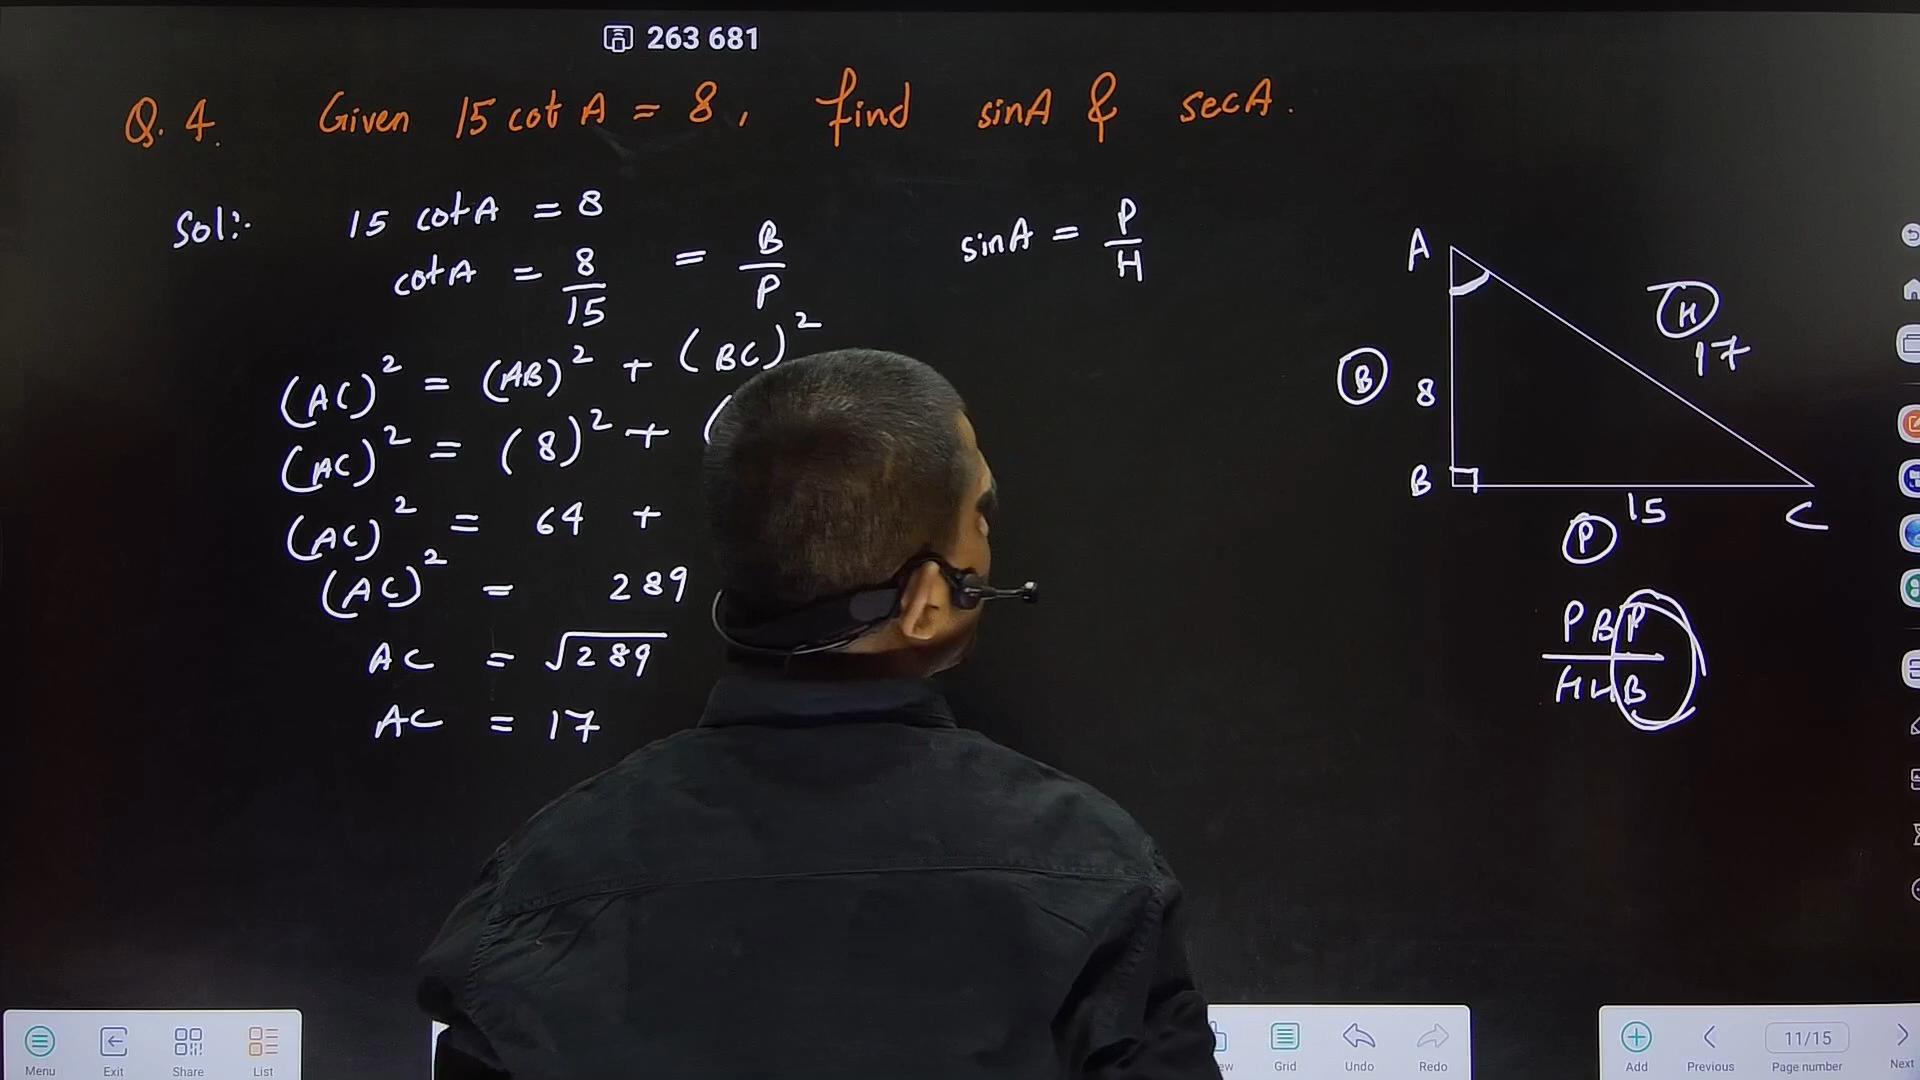 263 681
Q. 4. Given 15 cot A = 8, find sinA & secA.
Sol:- 15 cotA = 8
cotA = 8/15 = B/P
(AC)² = (AB)² + (BC)²
(AC)² = (8)² + (
(AC)² = 64 +
(AC)² = 289
AC = √289
AC = 17
sinA = P/H
A
H
17
B
8
B
15
C
P
P B P
H H B
Menu
Exit
Share
List
Grid
Undo
Redo
Add
Previous
11/15
Page number
Next